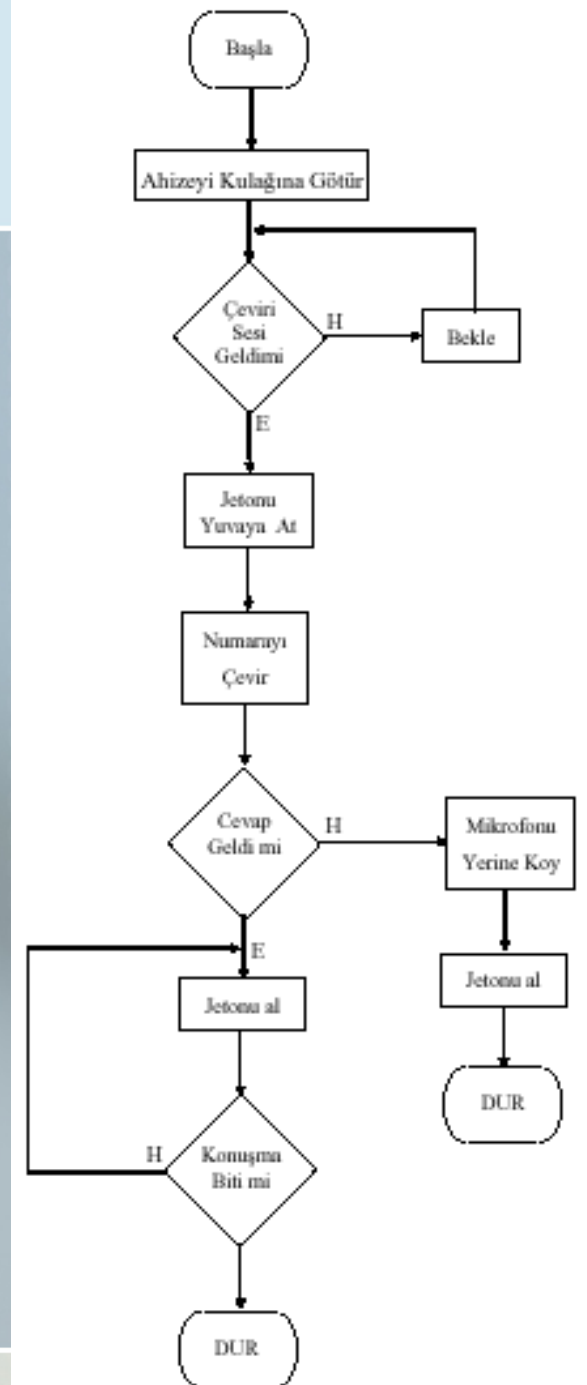 Başla
Ahizeyi Kulağına Götür
Çeviri
Sesi
Geldimi
H
Bekle
E
Jetonu
Yuvaya At
Numarayı
Çevir
Cevap
Geldi mi
H
Mikrofonu
Yerine Koy
E
Jetonu al
Jetonu al
DUR
H
Konuşma
Biti mi
DUR